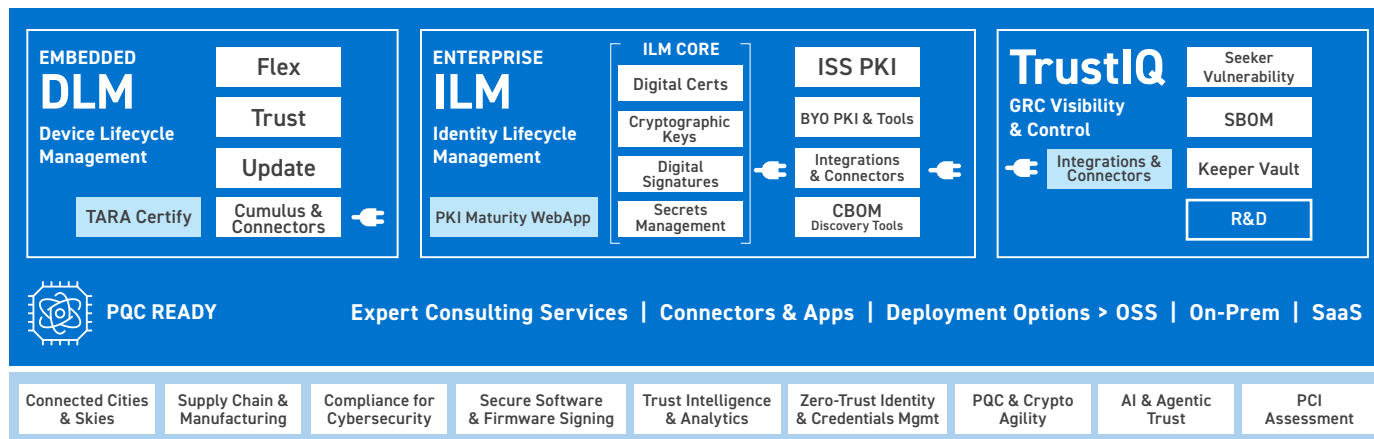 EMBEDDED
DLM
Device Lifecycle
Management
TARA Certify
Flex
Trust
Update
Cumulus &
Connectors
ENTERPRISE
ILM
Identity Lifecycle
Management
PKI Maturity WebApp
ILM CORE
Digital Certs
Cryptographic
Keys
Digital
Signatures
Secrets
Management
ISS PKI
BYO PKI & Tools
Integrations
& Connectors
CBOM
Discovery Tools
TrustIQ
GRC Visibility
& Control
Integrations &
Connectors
Seeker
Vulnerability
SBOM
Keeper Vault
R&D
PQC READY
Expert Consulting Services | Connectors & Apps | Deployment Options > OSS | On-Prem | SaaS
Connected Cities
& Skies
Supply Chain &
Manufacturing
Compliance for
Cybersecurity
Secure Software
& Firmware Signing
Trust Intelligence
& Analytics
Zero-Trust Identity
& Credentials Mgmt
PQC & Crypto
Agility
AI & Agentic
Trust
PCI
Assessment